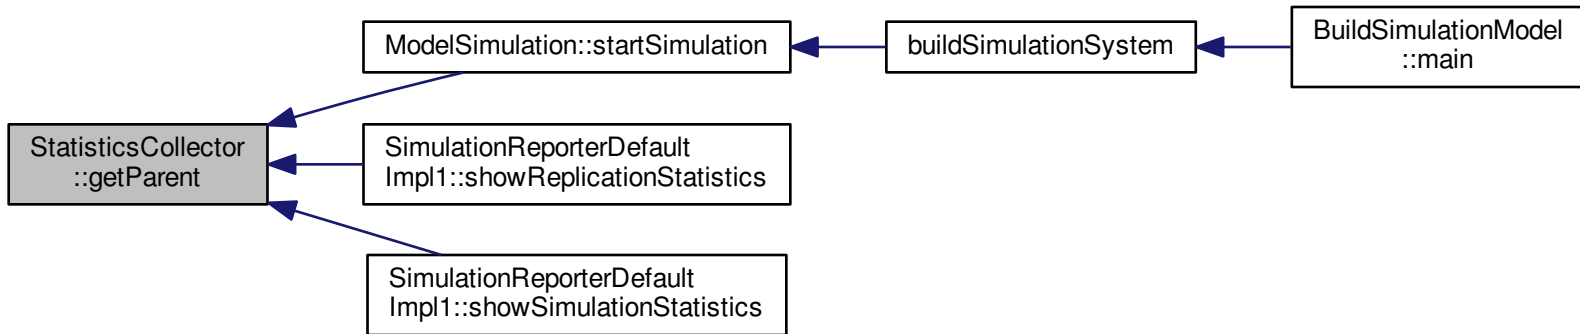 ModelSimulation::startSimulation
buildSimulationSystem
BuildSimulationModel
::main
StatisticsCollector
::getParent
SimulationReporterDefault
Impl1::showReplicationStatistics
SimulationReporterDefault
Impl1::showSimulationStatistics